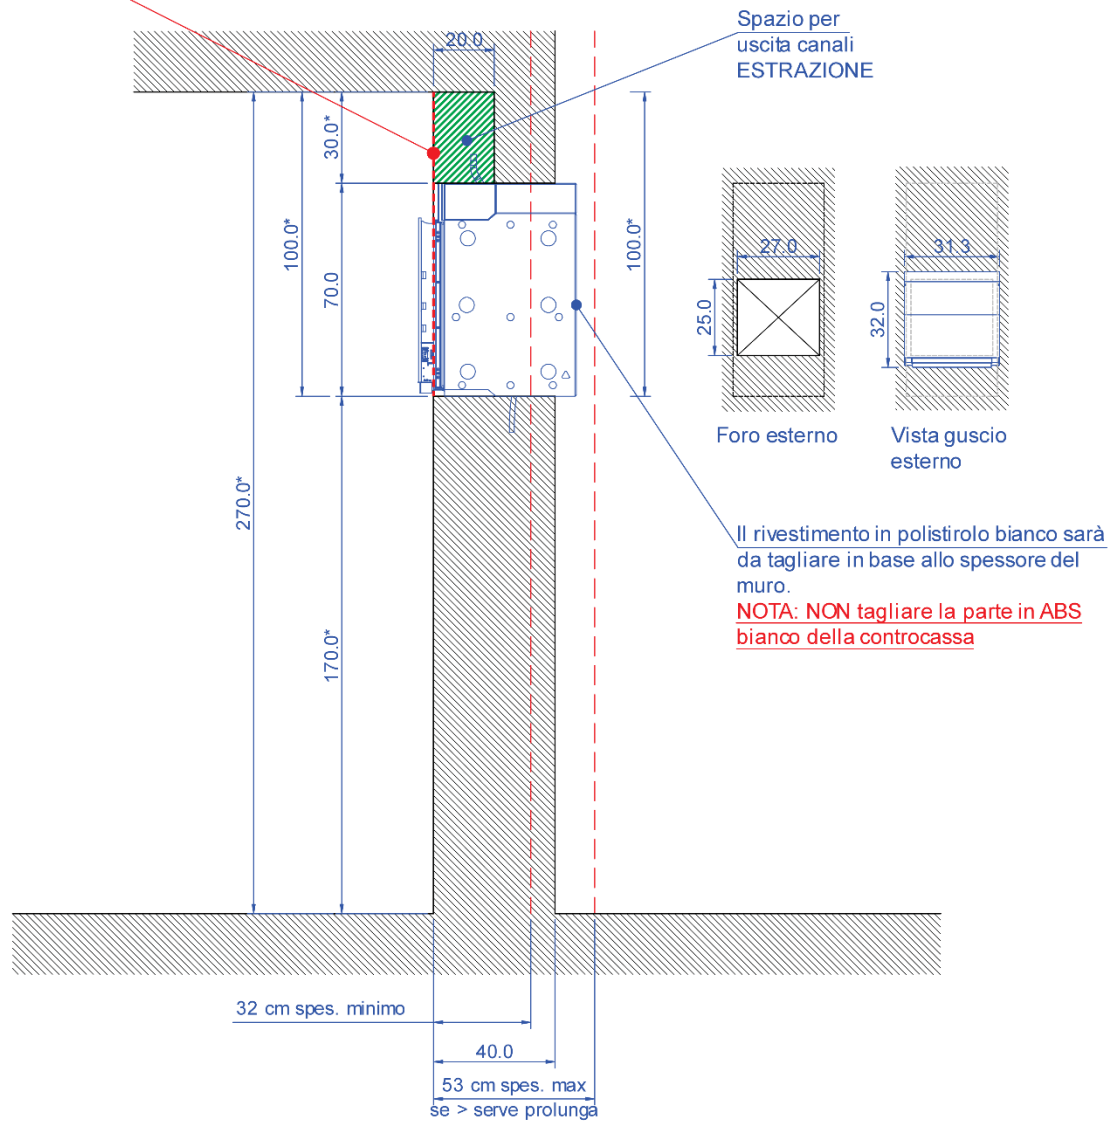 20.0
Spazio per
uscita canali
ESTRAZIONE
30.0*
100.0*
70.0
100.0*
27.0
25.0
31.3
32.0
Foro esterno
Vista guscio
esterno
270.0*
170.0*
Il rivestimento in polistirolo bianco sarà
da tagliare in base allo spessore del
muro.
NOTA: NON tagliare la parte in ABS
bianco della controcassa
32 cm spes. minimo
40.0
53 cm spes. max
se > serve prolunga